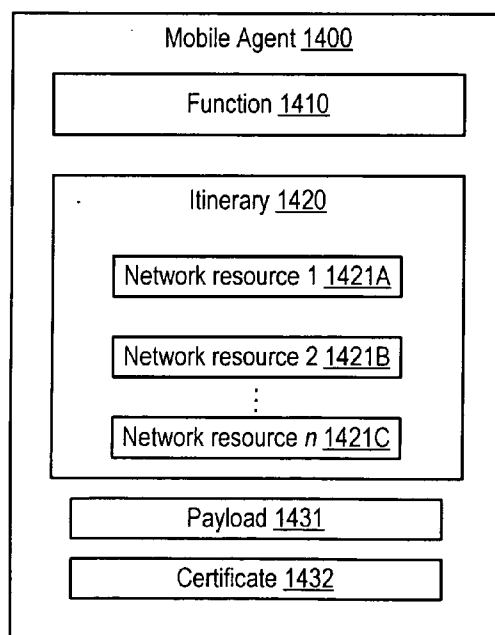 Mobile Agent 1400
Function 1410
Itinerary 1420
Network resource 1 1421A
Network resource 2 1421B
⋮
Network resource n 1421C
Payload 1431
Certificate 1432